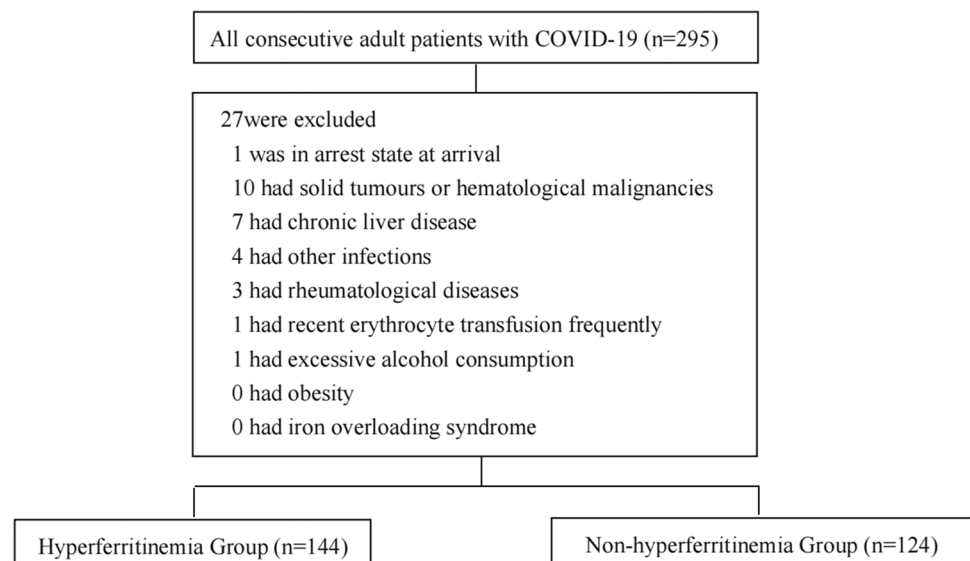 All consecutive adult patients with COVID-19 (n=295)
27were excluded
1 was in arrest state at arrival
10 had solid tumours or hematological malignancies
7 had chronic liver disease
4 had other infections
3 had rheumatological diseases
1 had recent erythrocyte transfusion frequently
1 had excessive alcohol consumption
0 had obesity
0 had iron overloading syndrome
Hyperferritinemia Group (n=144)
Non-hyperferritinemia Group (n=124)